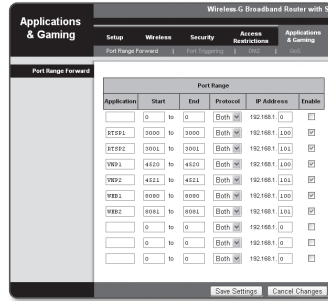 Wireless-G Broadband Router with S
Applications & Gaming
Setup Wireless Security Access Restrictions Applications & Gaming
Port Range Forward | Port Triggering | DMZ | QoS
Port Range Forward
Port Range
Application Start End Protocol IP Address Enable
0 to 0 Both 192.168.1. 0
RTSP1 3000 to 3000 Both 192.168.1. 100
RTSP2 3001 to 3001 Both 192.168.1. 101
VNP1 4520 to 4520 Both 192.168.1. 100
VNP2 4521 to 4521 Both 192.168.1. 101
WEB1 8080 to 8080 Both 192.168.1. 100
WEB2 8081 to 8081 Both 192.168.1. 101
0 to 0 Both 192.168.1. 0
0 to 0 Both 192.168.1. 0
0 to 0 Both 192.168.1. 0
Save Settings Cancel Changes